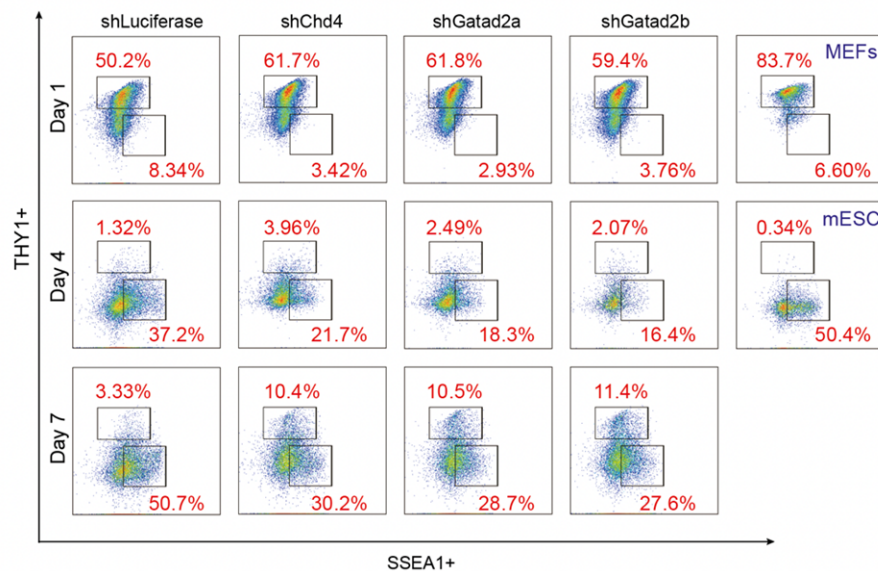 shLuciferase shChd4 shGatad2a shGatad2b
THY1+
Day 1
50.2% 61.7% 61.8% 59.4% 83.7% MEFs
8.34% 3.42% 2.93% 3.76% 6.60%
Day 4
1.32% 3.96% 2.49% 2.07% 0.34% mESC
37.2% 21.7% 18.3% 16.4% 50.4%
Day 7
3.33% 10.4% 10.5% 11.4%
50.7% 30.2% 28.7% 27.6%
SSEA1+